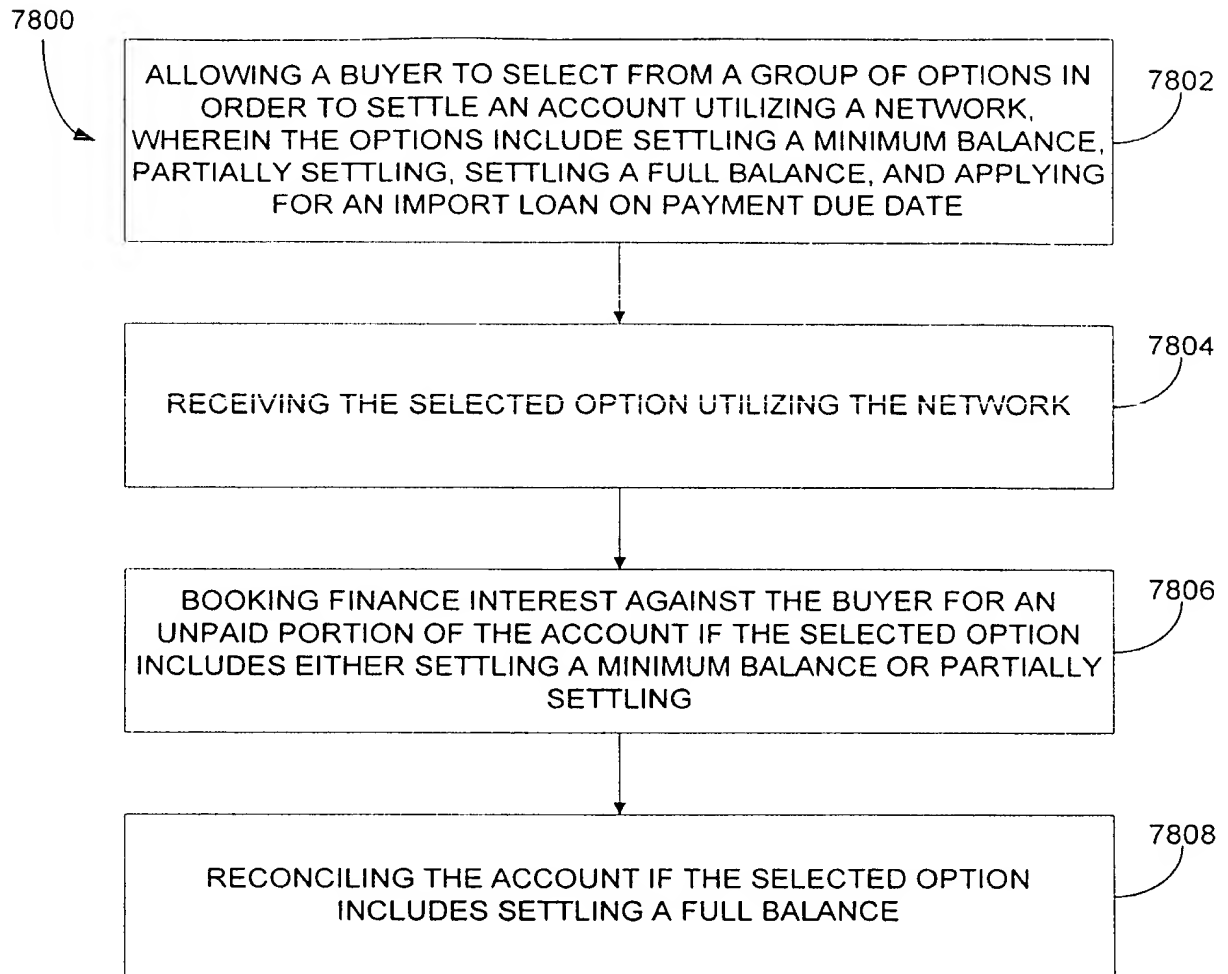 7800
ALLOWING A BUYER TO SELECT FROM A GROUP OF OPTIONS IN
ORDER TO SETTLE AN ACCOUNT UTILIZING A NETWORK,
WHEREIN THE OPTIONS INCLUDE SETTLING A MINIMUM BALANCE,
PARTIALLY SETTLING, SETTLING A FULL BALANCE, AND APPLYING
FOR AN IMPORT LOAN ON PAYMENT DUE DATE
7802
RECEIVING THE SELECTED OPTION UTILIZING THE NETWORK
7804
BOOKING FINANCE INTEREST AGAINST THE BUYER FOR AN
UNPAID PORTION OF THE ACCOUNT IF THE SELECTED OPTION
INCLUDES EITHER SETTLING A MINIMUM BALANCE OR PARTIALLY
SETTLING
7806
RECONCILING THE ACCOUNT IF THE SELECTED OPTION
INCLUDES SETTLING A FULL BALANCE
7808